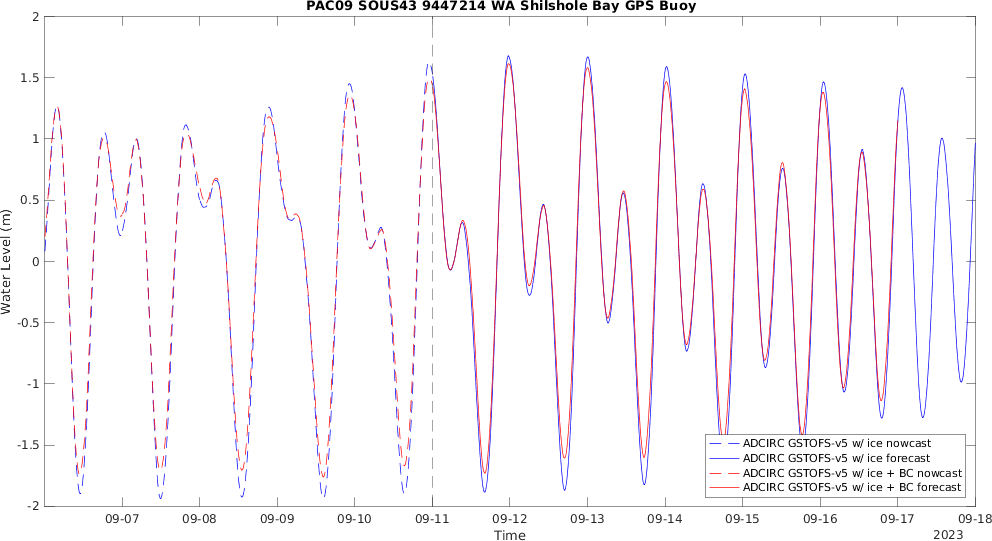 PAC09 SOUS43 9447214 WA Shilshole Bay GPS Buoy
Water Level (m)
2
1.5
1
0.5
0
-0.5
-1
-1.5
-2
ADCIRC GSTOFS-v5 w/ ice nowcast
ADCIRC GSTOFS-v5 w/ ice forecast
ADCIRC GSTOFS-v5 w/ ice + BC nowcast
ADCIRC GSTOFS-v5 w/ ice + BC forecast
09-07 09-08 09-09 09-10 09-11 09-12 09-13 09-14 09-15 09-16 09-17 09-18
Time
2023